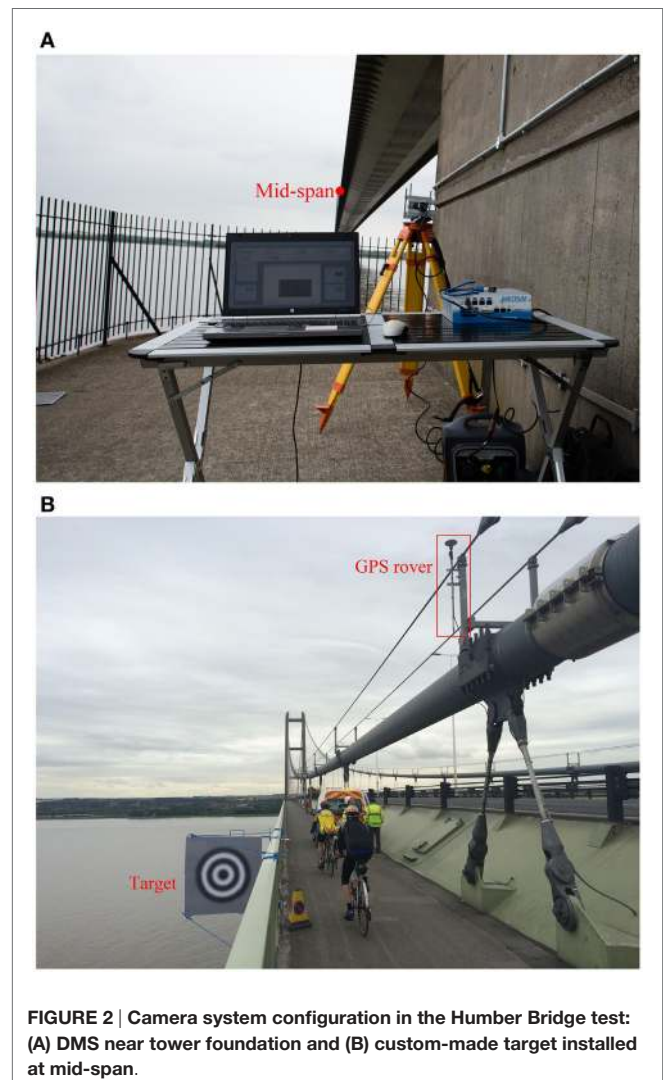 A
Mid-span
B
GPS rover
Target
FIGURE 2 | Camera system configuration in the Humber Bridge test:
(A) DMS near tower foundation and (B) custom-made target installed
at mid-span.